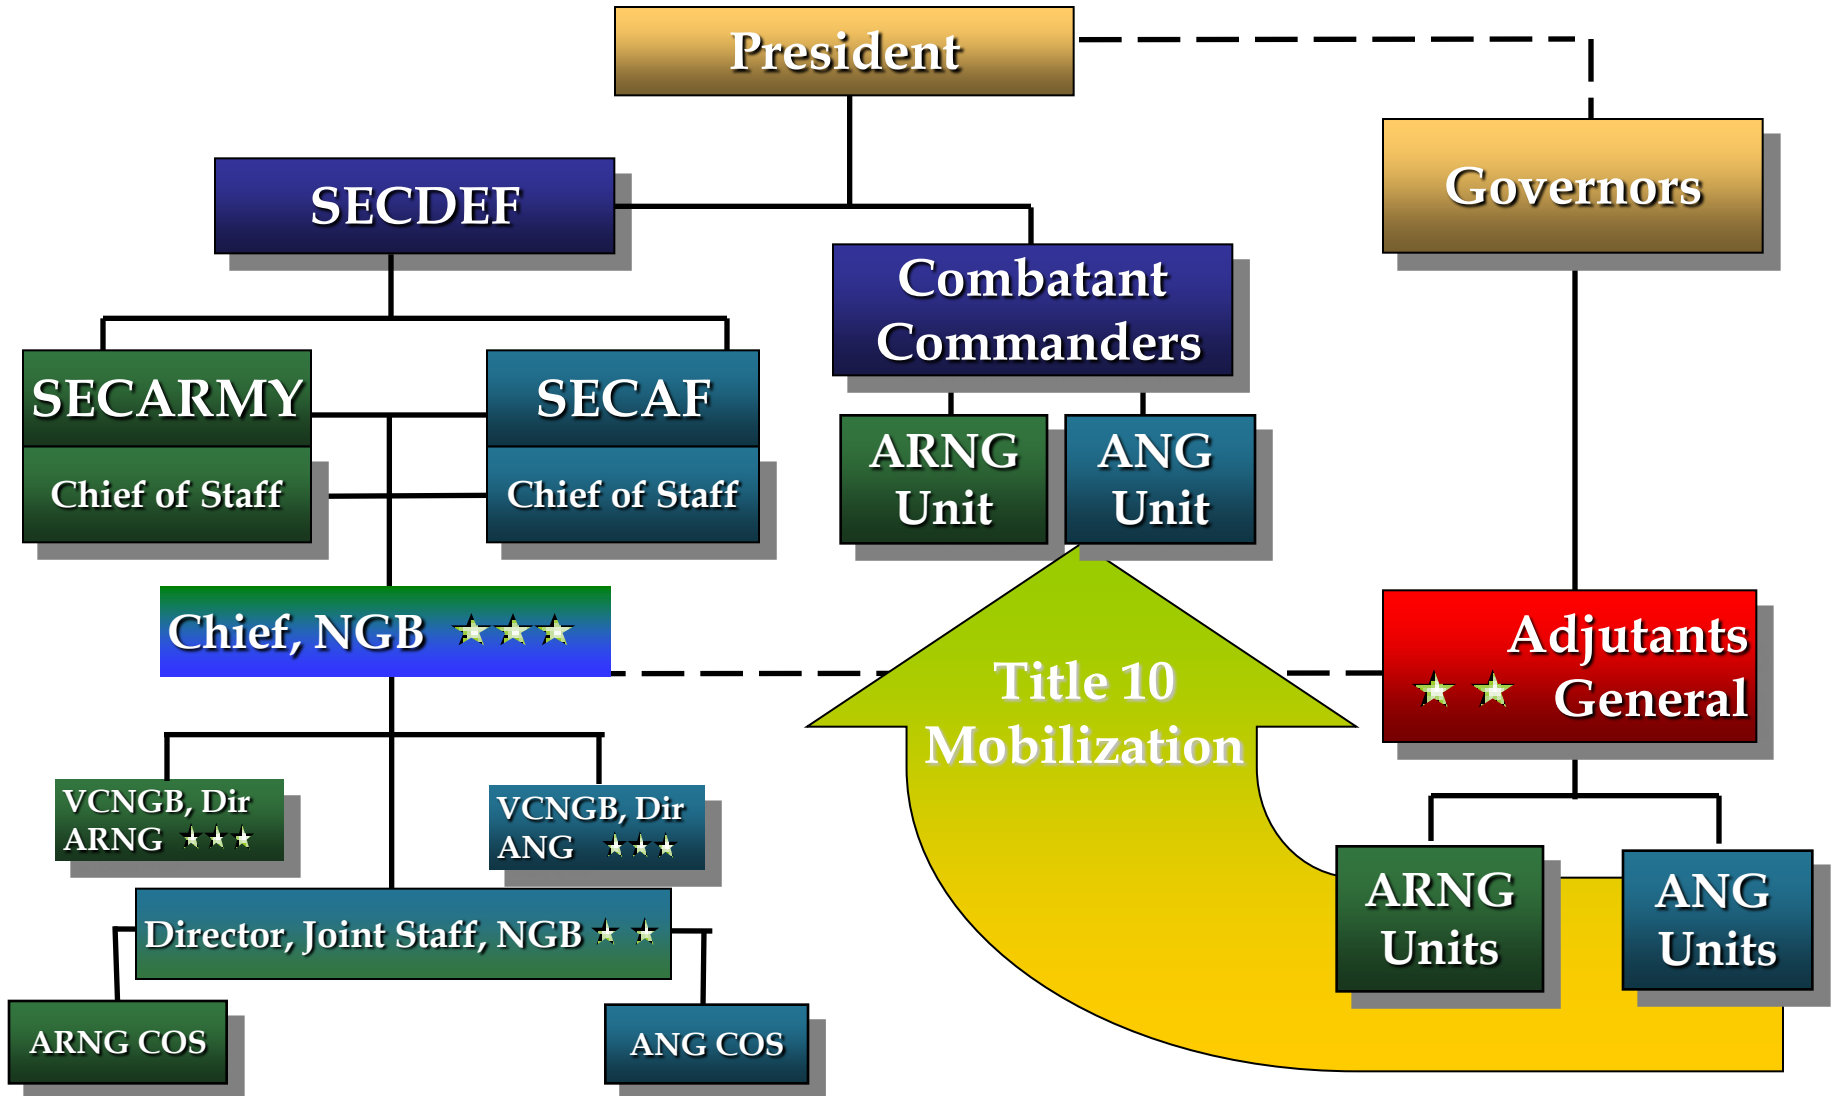 President
Governors
SECDEF
Combatant
Commanders
SECARMY
SECAF
Chief of Staff
Chief of Staff
ARNG
Unit
ANG
Unit
Chief, NGB
Adjutants
General
Title 10
Mobilization
VCNGB, Dir
ARNG
VCNGB, Dir
ANG
Director, Joint Staff, NGB
ARNG
Units
ANG
Units
ARNG COS
ANG COS